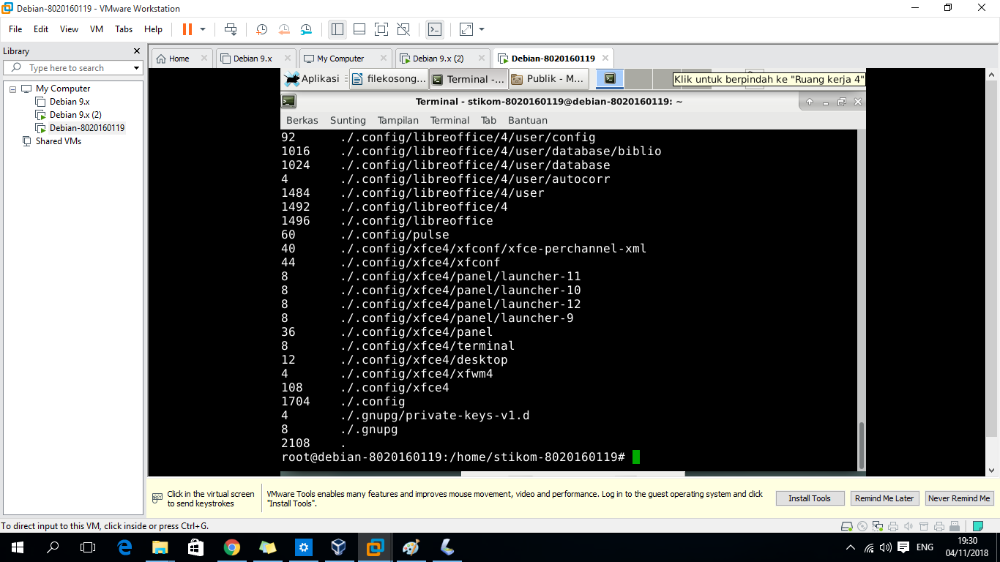 Debian-8020160119 - VMware Workstation
File Edit View VM Tabs Help
Library
Type here to search
My Computer
Debian 9.x
Debian 9.x (2)
Debian-8020160119
Shared VMs
Home Debian 9.x My Computer Debian 9.x (2) Debian-8020160119
Aplikasi filekosong... Terminal -... Publik - M... Klik untuk berpindah ke "Ruang kerja 4"
Terminal - stikom-8020160119@debian-8020160119: ~
Berkas Sunting Tampilan Terminal Tab Bantuan
92 ./.config/libreoffice/4/user/config
1016 ./.config/libreoffice/4/user/database/biblio
1024 ./.config/libreoffice/4/user/database
4 ./.config/libreoffice/4/user/autocorr
1484 ./.config/libreoffice/4/user
1492 ./.config/libreoffice/4
1496 ./.config/libreoffice
60 ./.config/pulse
40 ./.config/xfce4/xfconf/xfce-perchannel-xml
44 ./.config/xfce4/xfconf
8 ./.config/xfce4/panel/launcher-11
8 ./.config/xfce4/panel/launcher-10
8 ./.config/xfce4/panel/launcher-12
8 ./.config/xfce4/panel/launcher-9
36 ./.config/xfce4/panel
8 ./.config/xfce4/terminal
12 ./.config/xfce4/desktop
4 ./.config/xfce4/xfwm4
108 ./.config/xfce4
1704 ./.config
4 ./.gnupg/private-keys-v1.d
8 ./.gnupg
2108 .
root@debian-8020160119:/home/stikom-8020160119#
Click in the virtual screen
to send keystrokes
VMware Tools enables many features and improves mouse movement, video and performance. Log in to the guest operating system and click
"Install Tools".
Install Tools Remind Me Later Never Remind Me
To direct input to this VM, click inside or press Ctrl+G.
ENG
19:30
04/11/2018